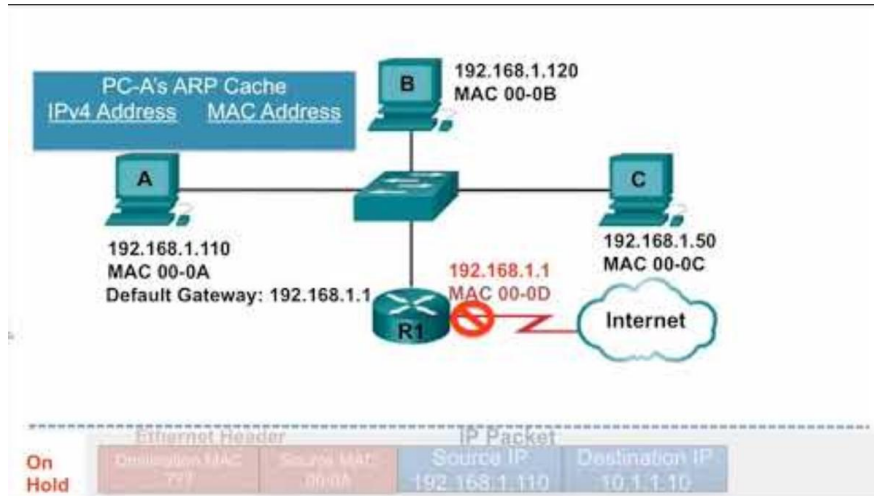 PC-A's ARP Cache
IPv4 Address MAC Address
B
192.168.1.120
MAC 00-0B
A
C
192.168.1.110
MAC 00-0A
Default Gateway: 192.168.1.1
192.168.1.50
MAC 00-0C
192.168.1.1
MAC 00-0D
R1
Internet
Ethernet Header
IP Packet
On
Hold
Destination MAC
???
Source MAC
00-0A
Source IP
192.168.1.110
Destination IP
10.1.1.10